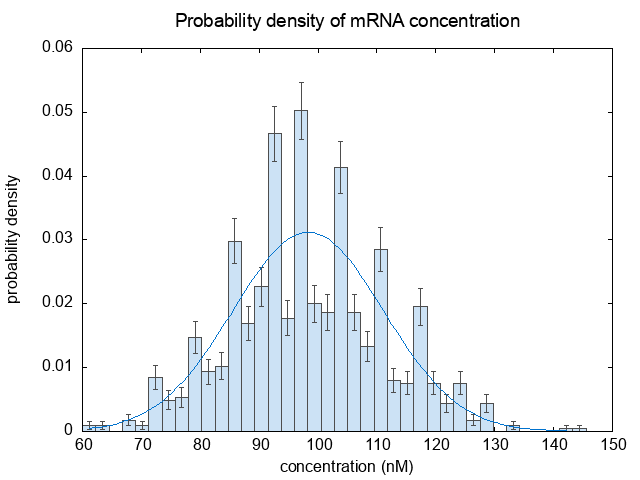 Probability density of mRNA concentration
0.06
0.05
0.04
0.03
0.02
0.01
0
probability density
60 70 80 90 100 110 120 130 140 150
concentration (nM)